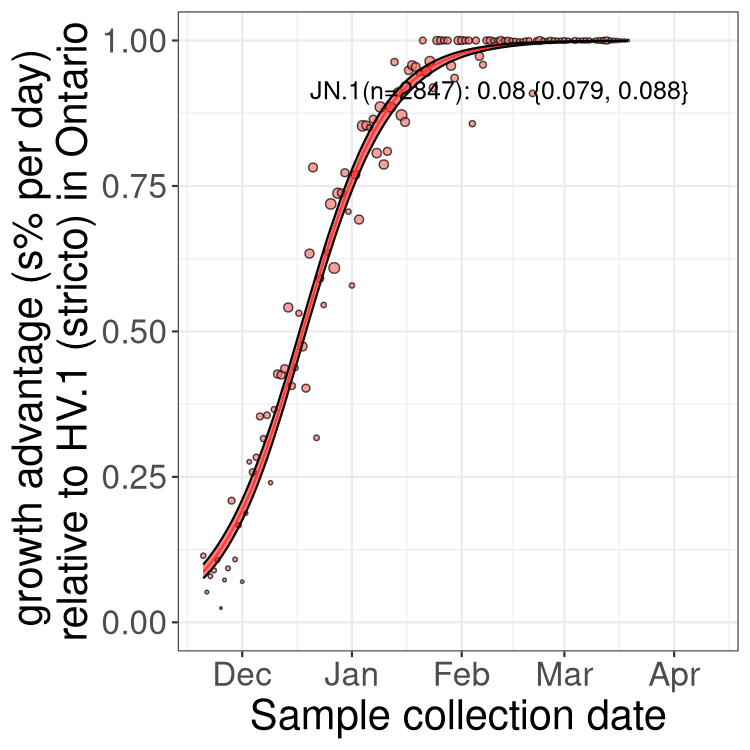 growth advantage (s% per day)
relative to HV.1 (stricto) in Ontario
1.00
0.75
0.50
0.25
0.00
JN.1(n=2847): 0.08 {0.079, 0.088}
Dec Jan Feb Mar Apr
Sample collection date